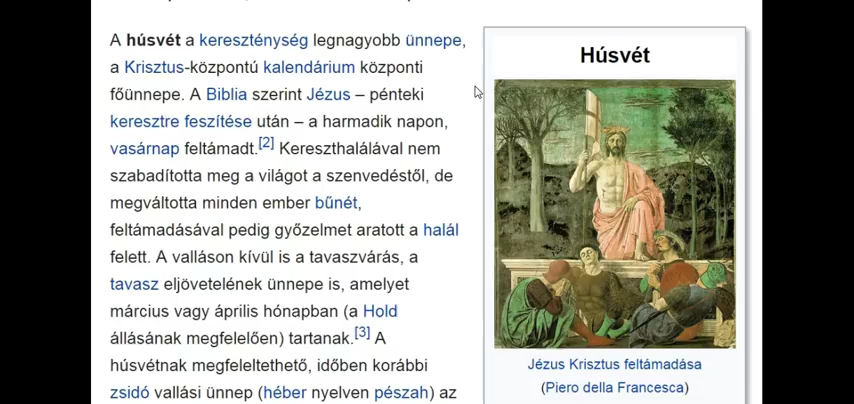 A húsvét a kereszténység legnagyobb ünnepe,
a Krisztus-központú kalendárium központi
főünnepe. A Biblia szerint Jézus – pénteki
keresztre feszítése után – a harmadik napon,
vasárnap feltámadt.[2] Kereszthalálával nem
szabadította meg a világot a szenvedéstől, de
megváltotta minden ember bűnét,
feltámadásával pedig győzelmet aratott a halál
felett. A valláson kívül is a tavaszvárás, a
tavasz eljövetelének ünnepe is, amelyet
március vagy április hónapban (a Hold
állásának megfelelően) tartanak.[3] A
húsvétnak megfeleltethető, időben korábbi
zsidó vallási ünnep (héber nyelven pészah) az
Húsvét
Jézus Krisztus feltámadása
(Piero della Francesca)